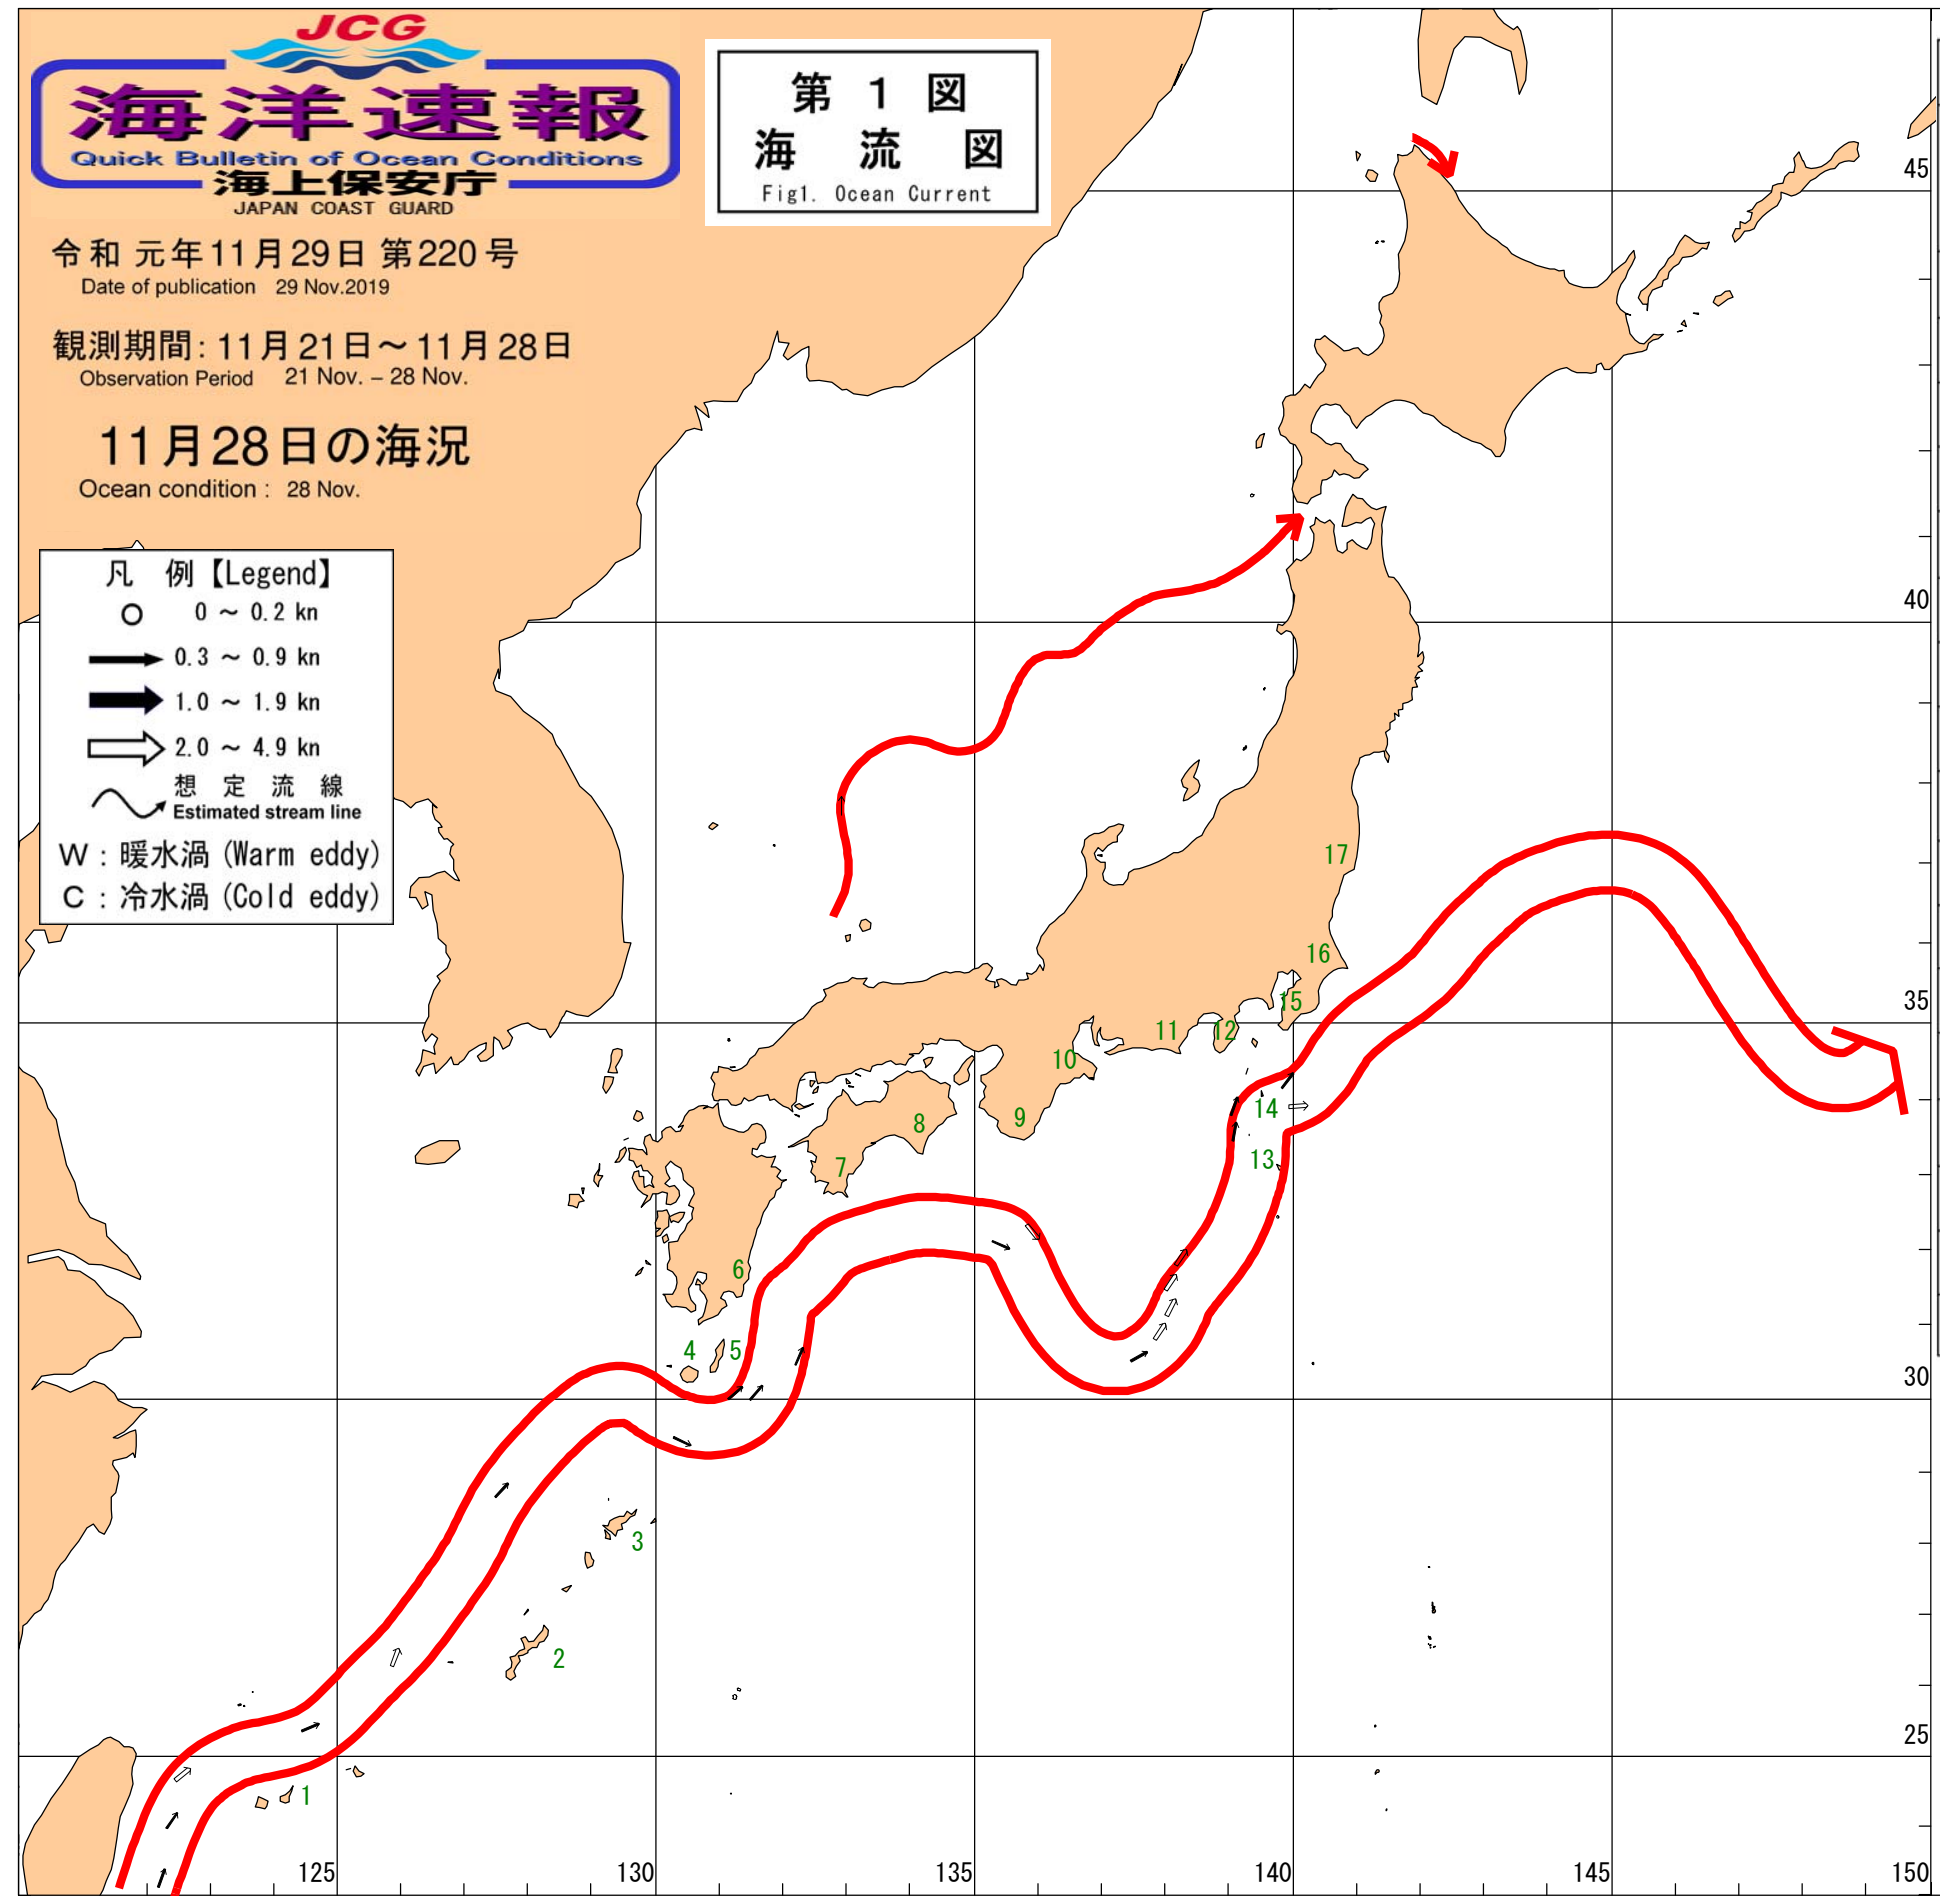 JCG
海洋速報
Quick Bulletin of Ocean Conditions
海上保安庁
JAPAN COAST GUARD
令和 元年11月29日 第220号
Date of publication 29 Nov.2019
観測期間: 11月21日～11月28日
Observation Period 21 Nov. – 28 Nov.
11月28日の海況
Ocean condition : 28 Nov.
第 1 図
海 流 図
Fig1. Ocean Current
凡 例【Legend】
0 ～ 0.2 kn
0.3 ～ 0.9 kn
1.0 ～ 1.9 kn
2.0 ～ 4.9 kn
想 定 流 線
Estimated stream line
W : 暖水渦 (Warm eddy)
C : 冷水渦 (Cold eddy)
45
40
17
16
35
15
11
12
10
14
9
8
13
7
6
4
5
30
3
2
25
1
125
130
135
140
145
150